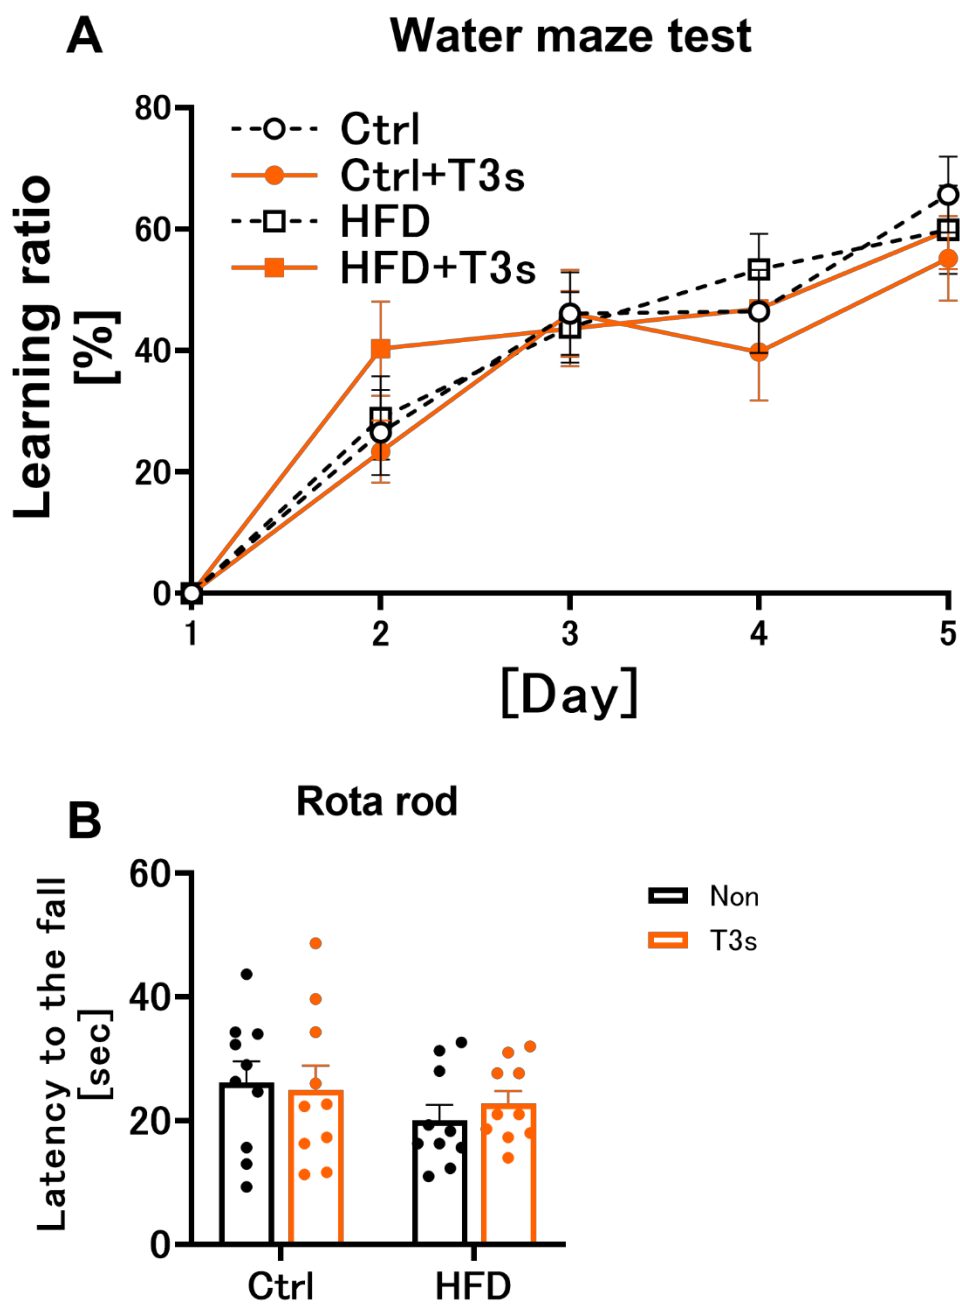 A
Water maze test
Learning ratio
[%]
80
60
40
20
0
Ctrl
Ctrl+T3s
HFD
HFD+T3s
1 2 3 4 5
[Day]
B
Rota rod
Latency to the fall
[sec]
60
40
20
0
Non
T3s
Ctrl HFD